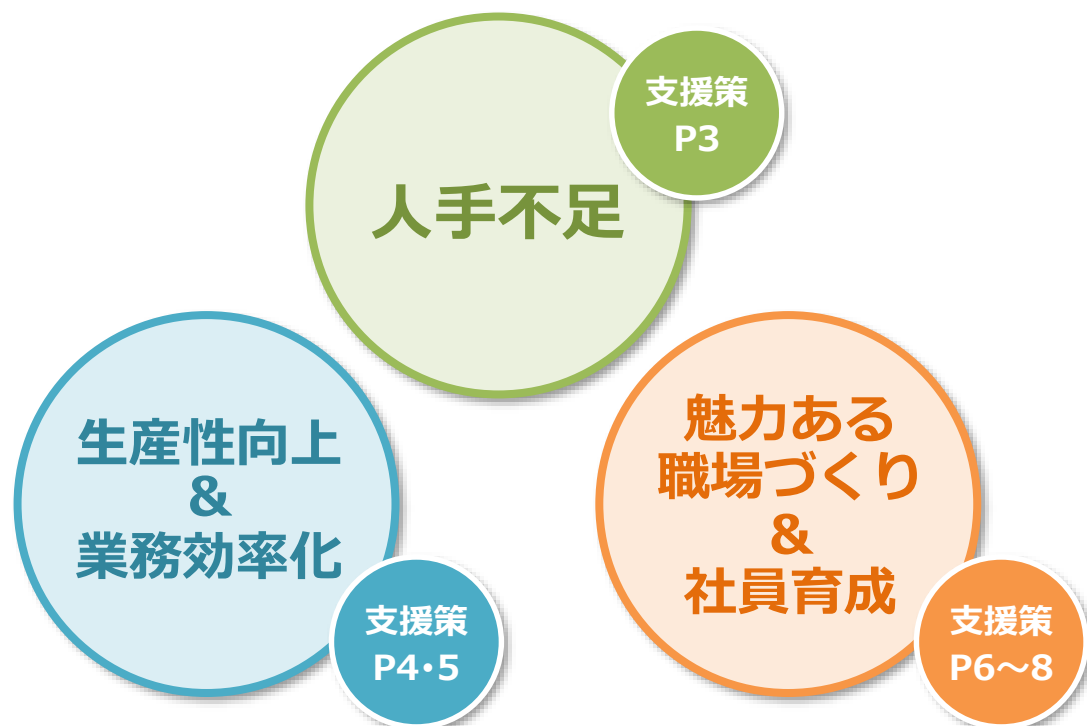 人手不足
支援策
P3
生産性向上
&
業務効率化
支援策
P4・5
魅力ある
職場づくり
&
社員育成
支援策
P6～8